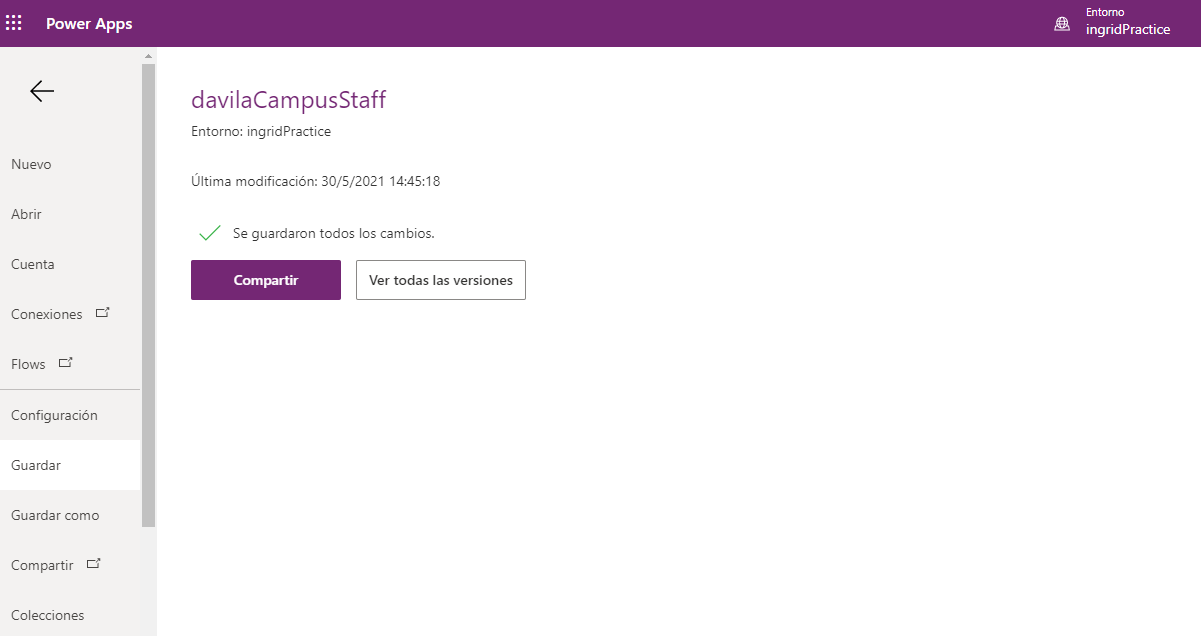 Power Apps
Entorno
ingridPractice
davilaCampusStaff
Entorno: ingridPractice
Última modificación: 30/5/2021 14:45:18
Se guardaron todos los cambios.
Compartir
Ver todas las versiones
Nuevo
Abrir
Cuenta
Conexiones
Flows
Configuración
Guardar
Guardar como
Compartir
Colecciones